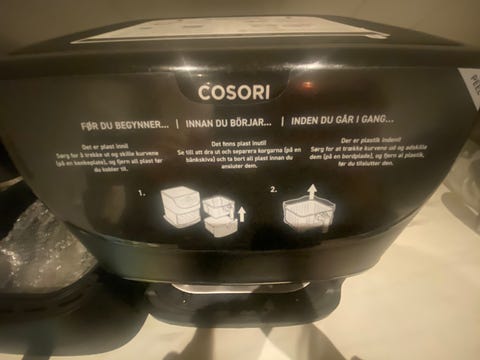 COSORI
FØR DU BEGYNNER... | INNAN DU BÖRJAR... | INDEN DU GÅR I GANG...
Det er plast inni!
Sørg for å trekke ut og skille kurvene
(på en benkeplate), og fjern all plast før
du kobler til.
Det finns plast inuti!
Se till att dra ut och separera korgarna (på en
bänkskiva) och ta bort all plast innan du
ansluter dem.
Der er plastik indeni!
Sørg for at trække kurvene ud og adskille
dem (på en bordplade), og fjern al plastik,
før du tilslutter den.
1.
2.
PEEL